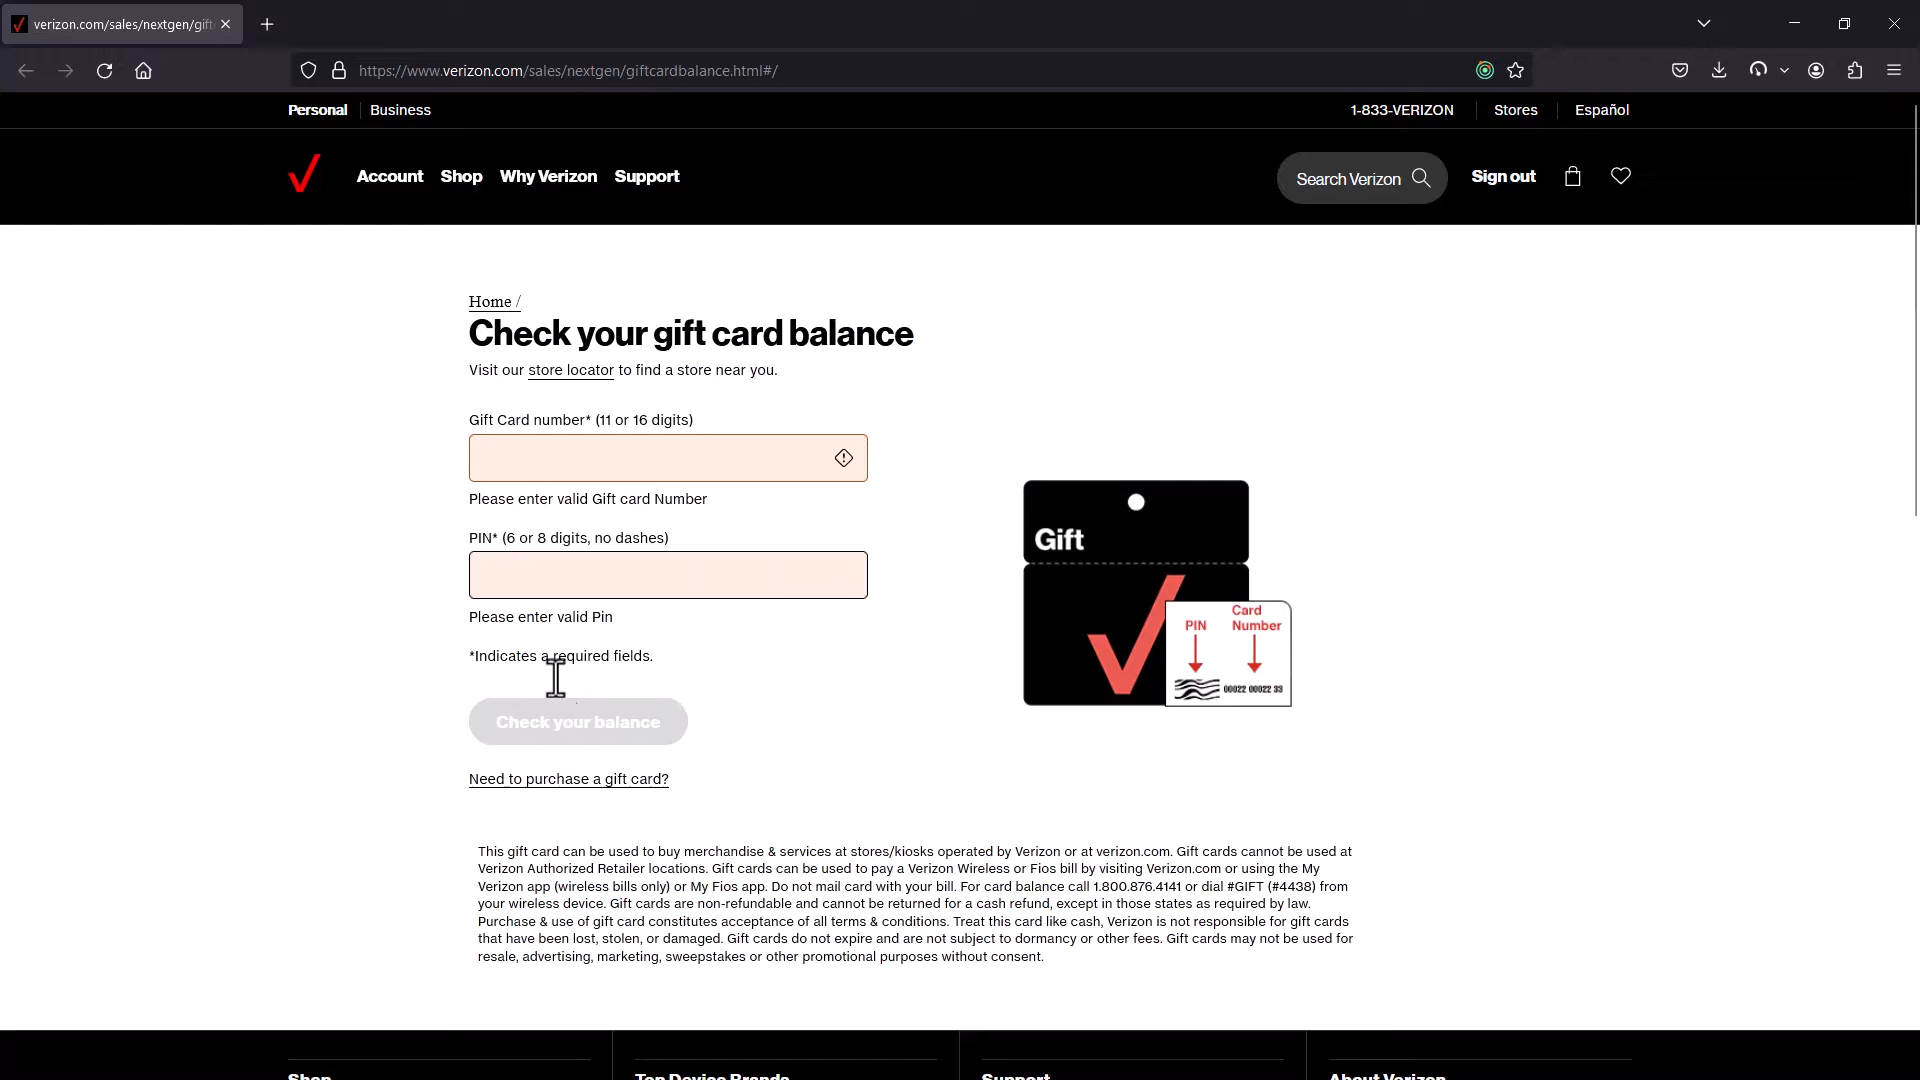 verizon.com/sales/nextgen/gift
https://www.verizon.com/sales/nextgen/giftcardbalance.html#/
Personal
Business
1-833-VERIZON
Stores
Español
Account
Shop
Why Verizon
Support
Search Verizon
Sign out
Home /
Check your gift card balance
Visit our store locator to find a store near you.
Gift Card number* (11 or 16 digits)
Please enter valid Gift card Number
PIN* (6 or 8 digits, no dashes)
Please enter valid Pin
*Indicates a required fields.
Check your balance
Need to purchase a gift card?
Gift
PIN
Card
Number
00022 00022 33
This gift card can be used to buy merchandise & services at stores/kiosks operated by Verizon or at verizon.com. Gift cards cannot be used at
Verizon Authorized Retailer locations. Gift cards can be used to pay a Verizon Wireless or Fios bill by visiting Verizon.com or using the My
Verizon app (wireless bills only) or My Fios app. Do not mail card with your bill. For card balance call 1.800.876.4141 or dial #GIFT (#4438) from
your wireless device. Gift cards are non-refundable and cannot be returned for a cash refund, except in those states as required by law.
Purchase & use of gift card constitutes acceptance of all terms & conditions. Treat this card like cash, Verizon is not responsible for gift cards
that have been lost, stolen, or damaged. Gift cards do not expire and are not subject to dormancy or other fees. Gift cards may not be used for
resale, advertising, marketing, sweepstakes or other promotional purposes without consent.
Shop
Top Device Brands
Support
About Verizon